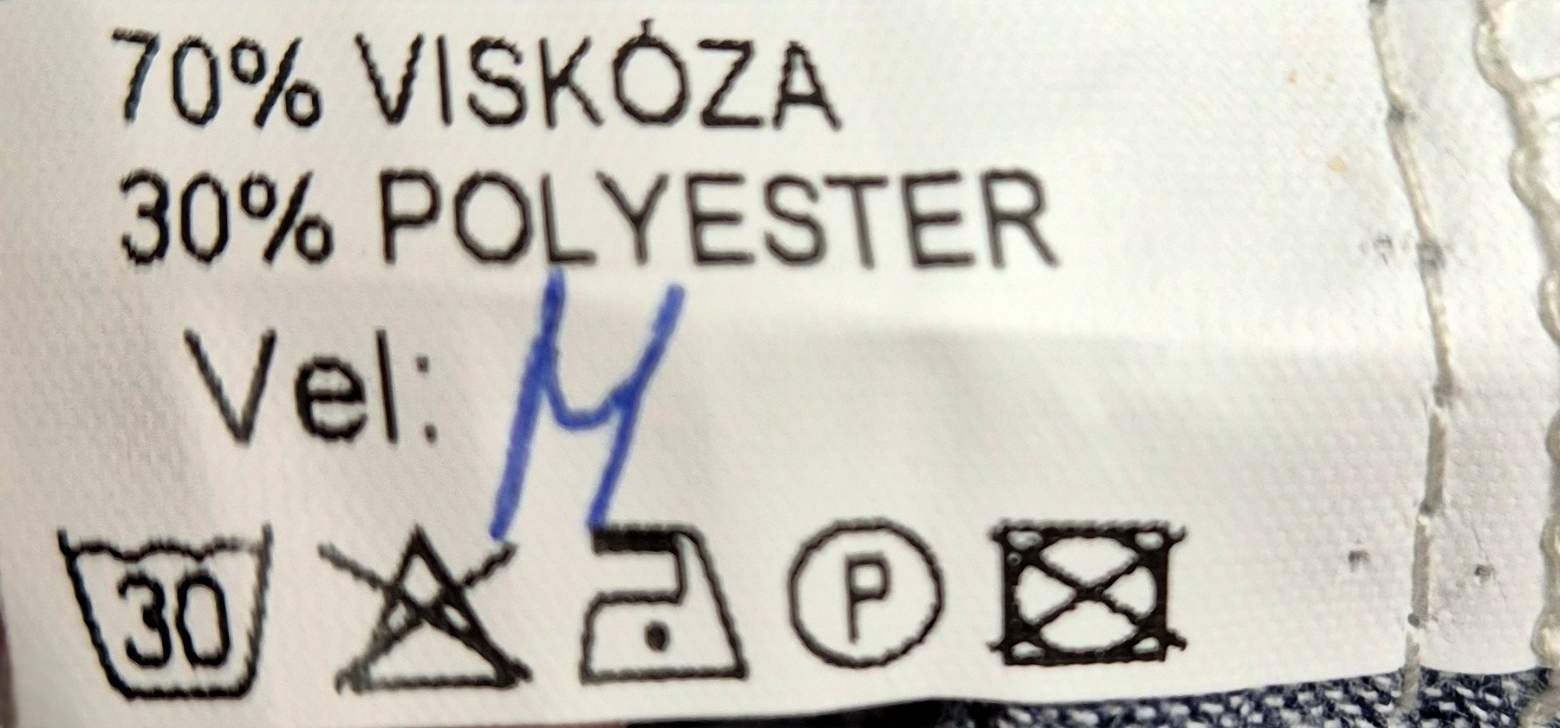 70% VISKÓZA
30% POLYESTER
Vel: M
30 P